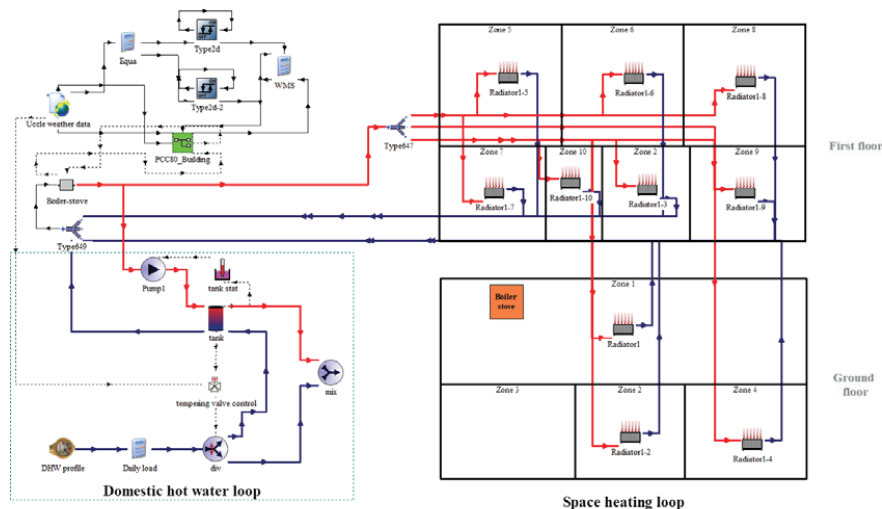 Zone 5
Zone 6
Zone 8
Type2d
Equa
Radiator1-5
Radiator1-6
Radiator1-8
Type2d-2
WMS
Uccle weather data
PCC80_Building
Type647
First floor
Zone 7
Zone 10
Zone 2
Zone 9
Boiler-stove
Radiator1-7
Radiator1-10
Radiator1-3
Radiator1-9
Type649
Pump1
tank stat
Zone 1
Boiler
stove
tank
Radiator1
mix
tempering valve control
Ground
floor
Zone 3
Zone 2
Zone 4
DHW profile
Daily load
div
Radiator1-2
Radiator1-4
Domestic hot water loop
Space heating loop